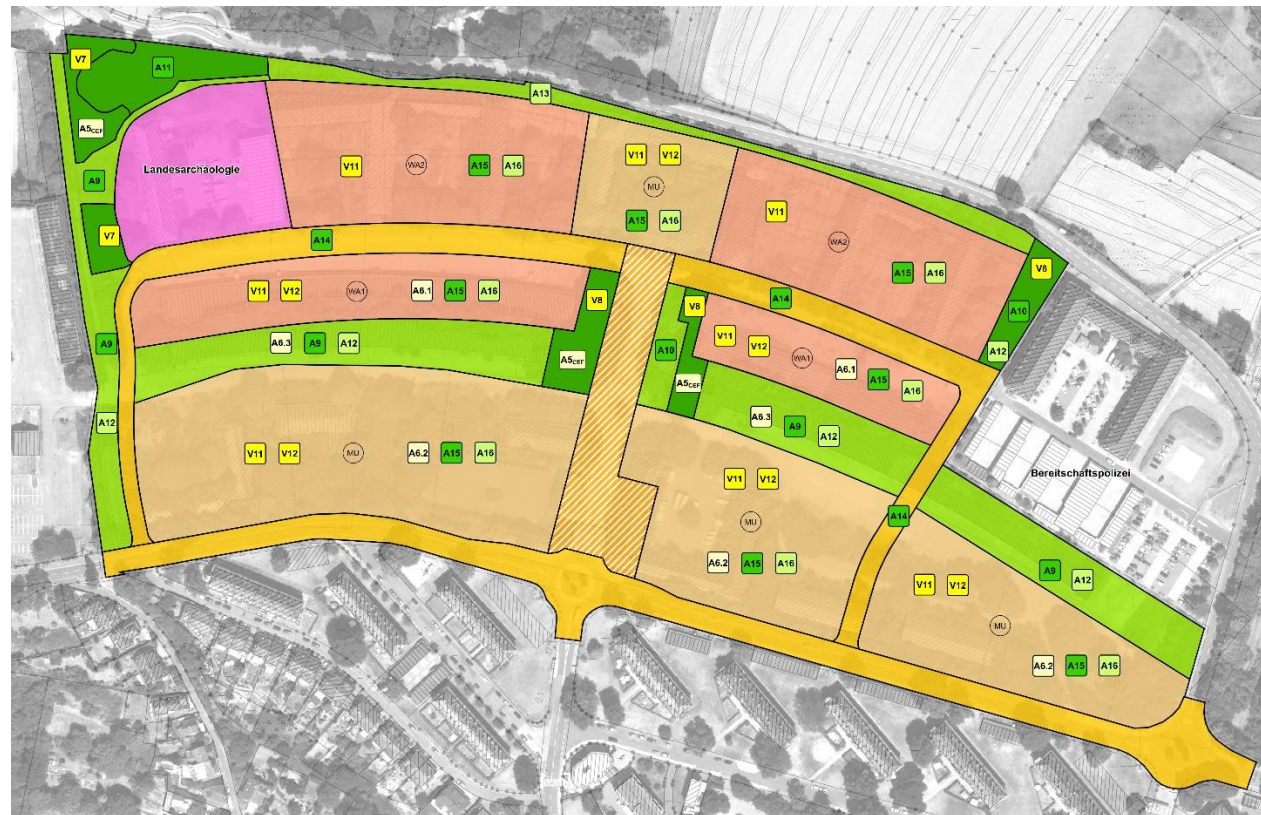 V7
A11
A13
A5CEF
Landesarchäologie
WA2
V11
A15 A16
V11 V12
MU
A15 A16
V11
WA2
A15 A16
A9
V7
A14
V6
A10
A12
V11 V12
WA1
A6.1 A15 A16
V8
V8
A14
V11
V12
WA1
A6.1
A15
A16
A9
A6.3 A9 A12
A5CEF
A10
A5CEF
A6.3
A9
A12
A12
V11 V12
MU
A6.2 A15 A16
V11 V12
MU
A6.2 A15 A16
Bereitschaftspolizei
A14
A9
A12
V11 V12
MU
A6.2 A15 A16